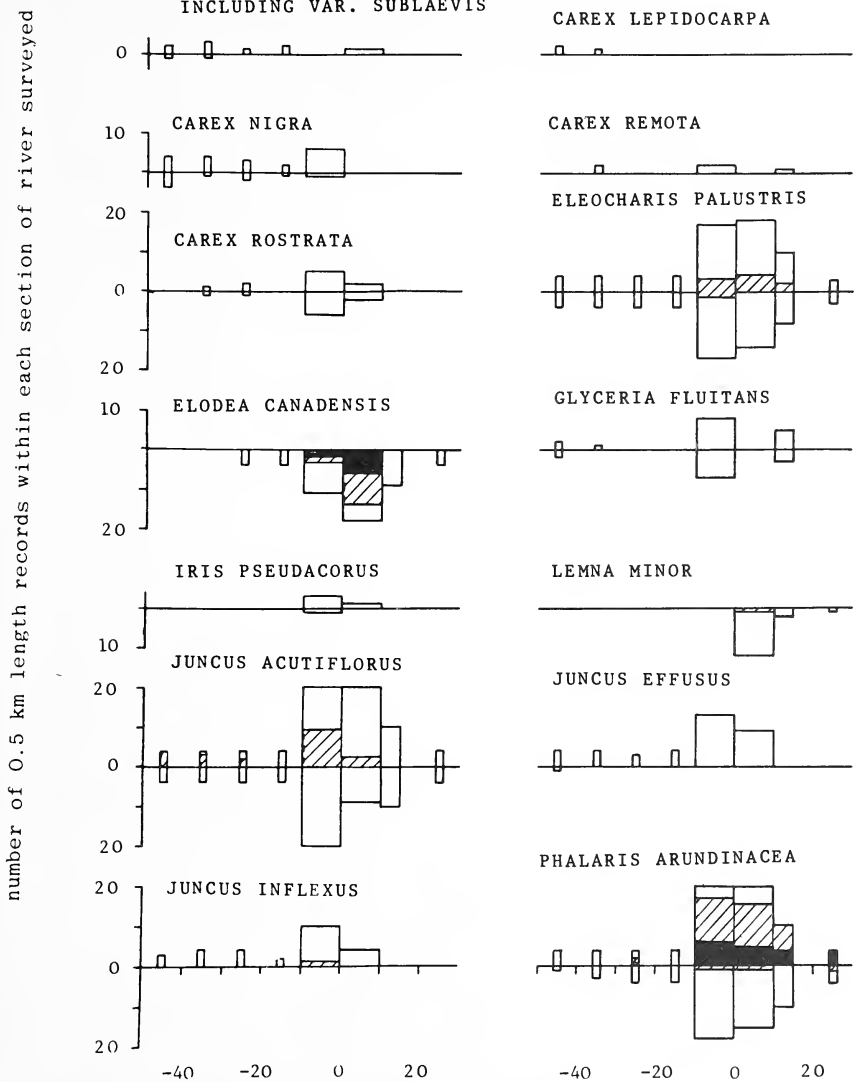 INCLUDING VAR. SUBLAEVIS
CAREX LEPIDOCARPA
0
CAREX NIGRA
CAREX REMOTA
10
20
ELEOCHARIS PALUSTRIS
CAREX ROSTRATA
0
20
ELODEA CANADENSIS
GLYCERIA FLUITANS
10
20
IRIS PSEUDACORUS
LEMNA MINOR
10
JUNCUS ACUTIFLORUS
JUNCUS EFFUSUS
20
0
20
PHALARIS ARUNDINACEA
JUNCUS INFLEXUS
20
0
20
-40 -20 0 20
-40 -20 0 20
number of 0.5 km length records within each section of river surveyed